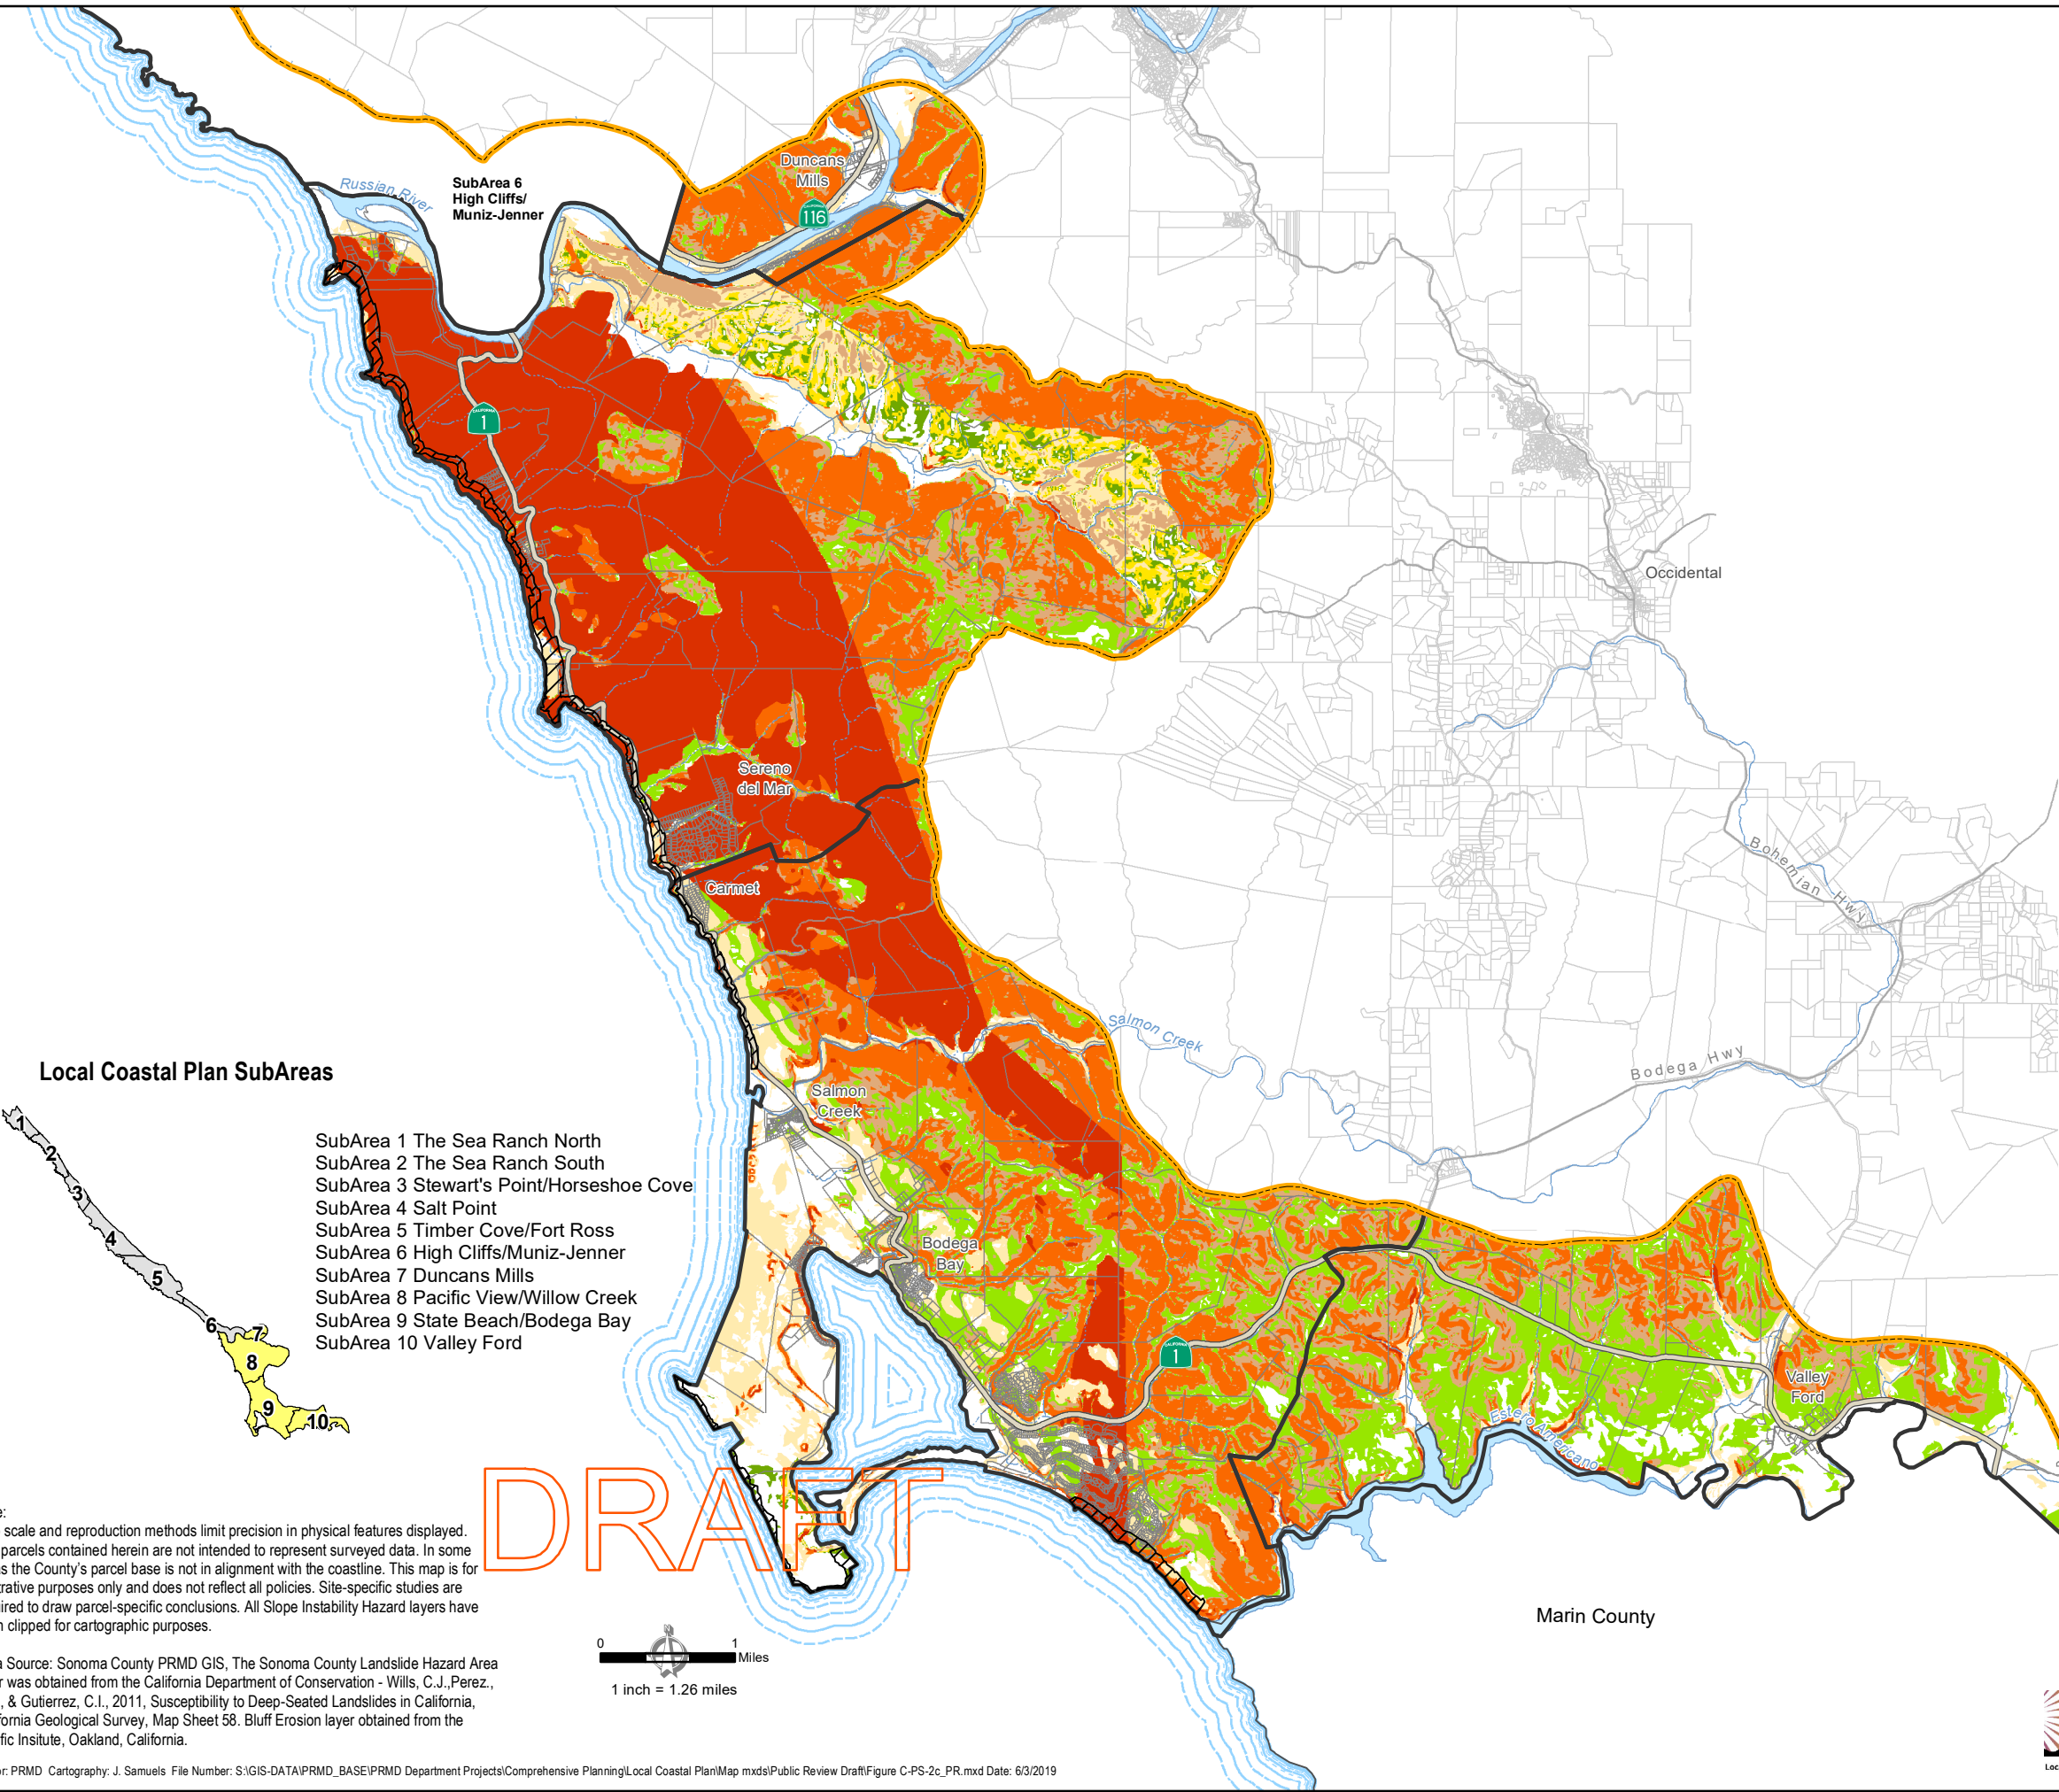 Russian River
SubArea 6
High Cliffs/
Muniz-Jenner
Duncans
Mills
CALIFORNIA
116
CALIFORNIA
1
Occidental
Sereno
del Mar
Carmet
Bohemian Hwy
Salmon Creek
Bodega Hwy
Salmon
Creek
Bodega
Bay
CALIFORNIA
1
Valley
Ford
Estero Americano
Marin County
Local Coastal Plan SubAreas
1
2
3
4
5
6
7
8
9
10
SubArea 1 The Sea Ranch North
SubArea 2 The Sea Ranch South
SubArea 3 Stewart's Point/Horseshoe Cove
SubArea 4 Salt Point
SubArea 5 Timber Cove/Fort Ross
SubArea 6 High Cliffs/Muniz-Jenner
SubArea 7 Duncans Mills
SubArea 8 Pacific View/Willow Creek
SubArea 9 State Beach/Bodega Bay
SubArea 10 Valley Ford
DRAFT
e:
scale and reproduction methods limit precision in physical features displayed.
parcels contained herein are not intended to represent surveyed data. In some
s the County's parcel base is not in alignment with the coastline. This map is for
trative purposes only and does not reflect all policies. Site-specific studies are
ired to draw parcel-specific conclusions. All Slope Instability Hazard layers have
n clipped for cartographic purposes.
a Source: Sonoma County PRMD GIS, The Sonoma County Landslide Hazard Area
r was obtained from the California Department of Conservation - Wills, C.J.,Perez.,
, & Gutierrez, C.I., 2011, Susceptibility to Deep-Seated Landslides in California,
fornia Geological Survey, Map Sheet 58. Bluff Erosion layer obtained from the
fic Insitute, Oakland, California.
0 1
Miles
1 inch = 1.26 miles
or: PRMD Cartography: J. Samuels File Number: S:\GIS-DATA\PRMD_BASE\PRMD Department Projects\Comprehensive Planning\Local Coastal Plan\Map mxds\Public Review Draft\Figure C-PS-2c_PR.mxd Date: 6/3/2019
Loc